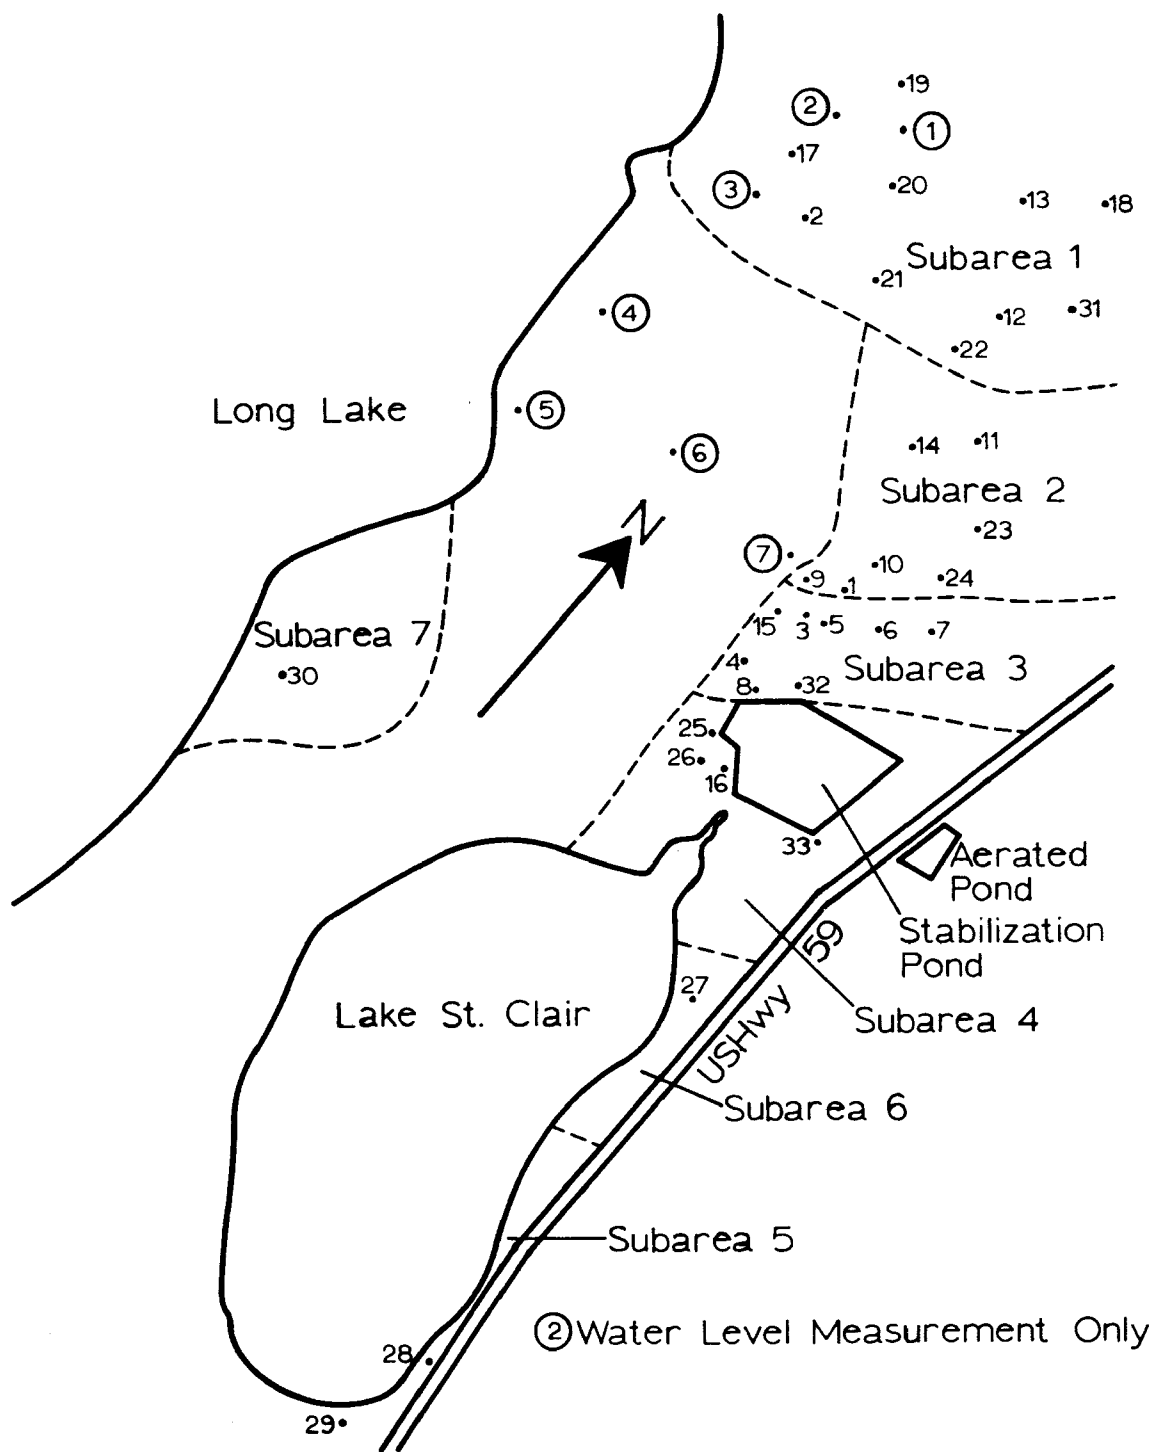 19
2
1
17
3
20
13
18
2
Subarea 1
21
4
12
31
22
Long Lake
5
14
11
6
Subarea 2
N
23
7
10
9
1
24
Subarea 7
15
3
5
6
7
30
4
Subarea 3
8
32
25
26
16
33
Aerated
Pond
59
Stabilization
Pond
27
Lake St. Clair
Subarea 4
USHwy
Subarea 6
Subarea 5
2 Water Level Measurement Only
28
29